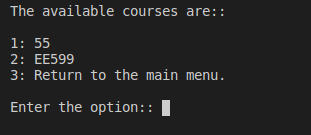 The available courses are::
1: 55
2: EE599
3: Return to the main menu.
Enter the option::